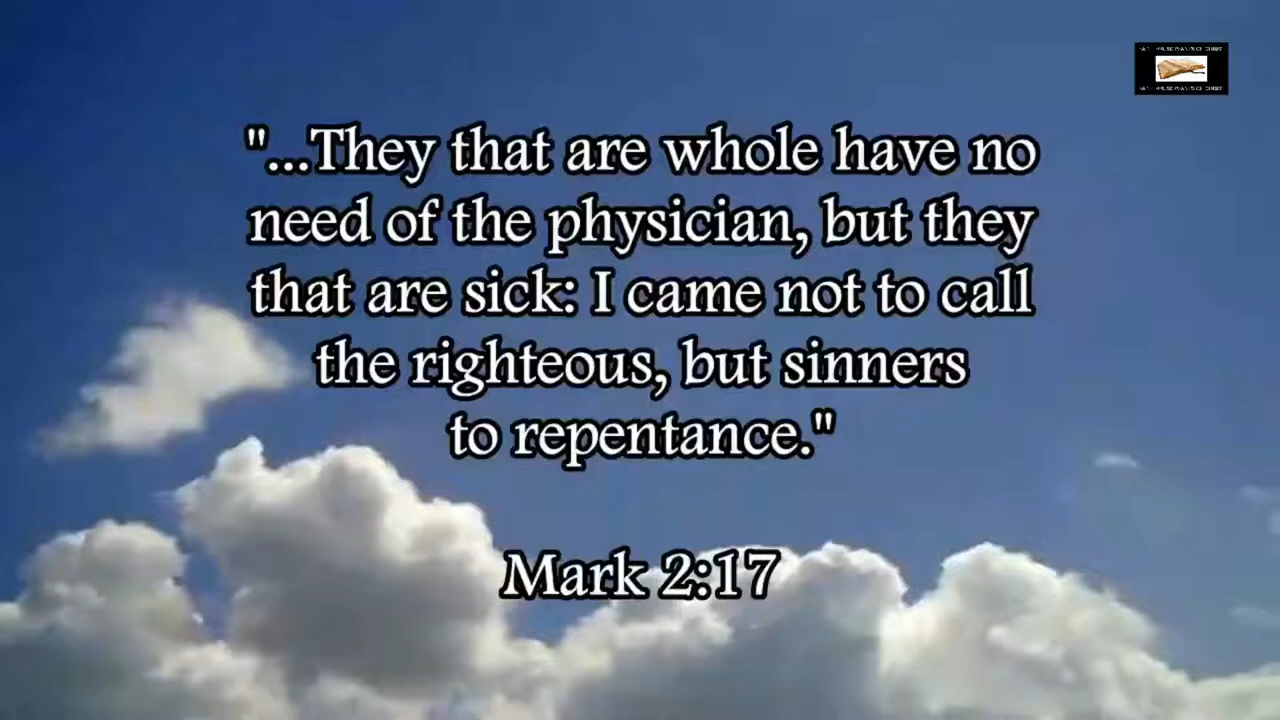 "...They that are whole have no
need of the physician, but they
that are sick: I came not to call
the righteous, but sinners
to repentance."
Mark 2:17